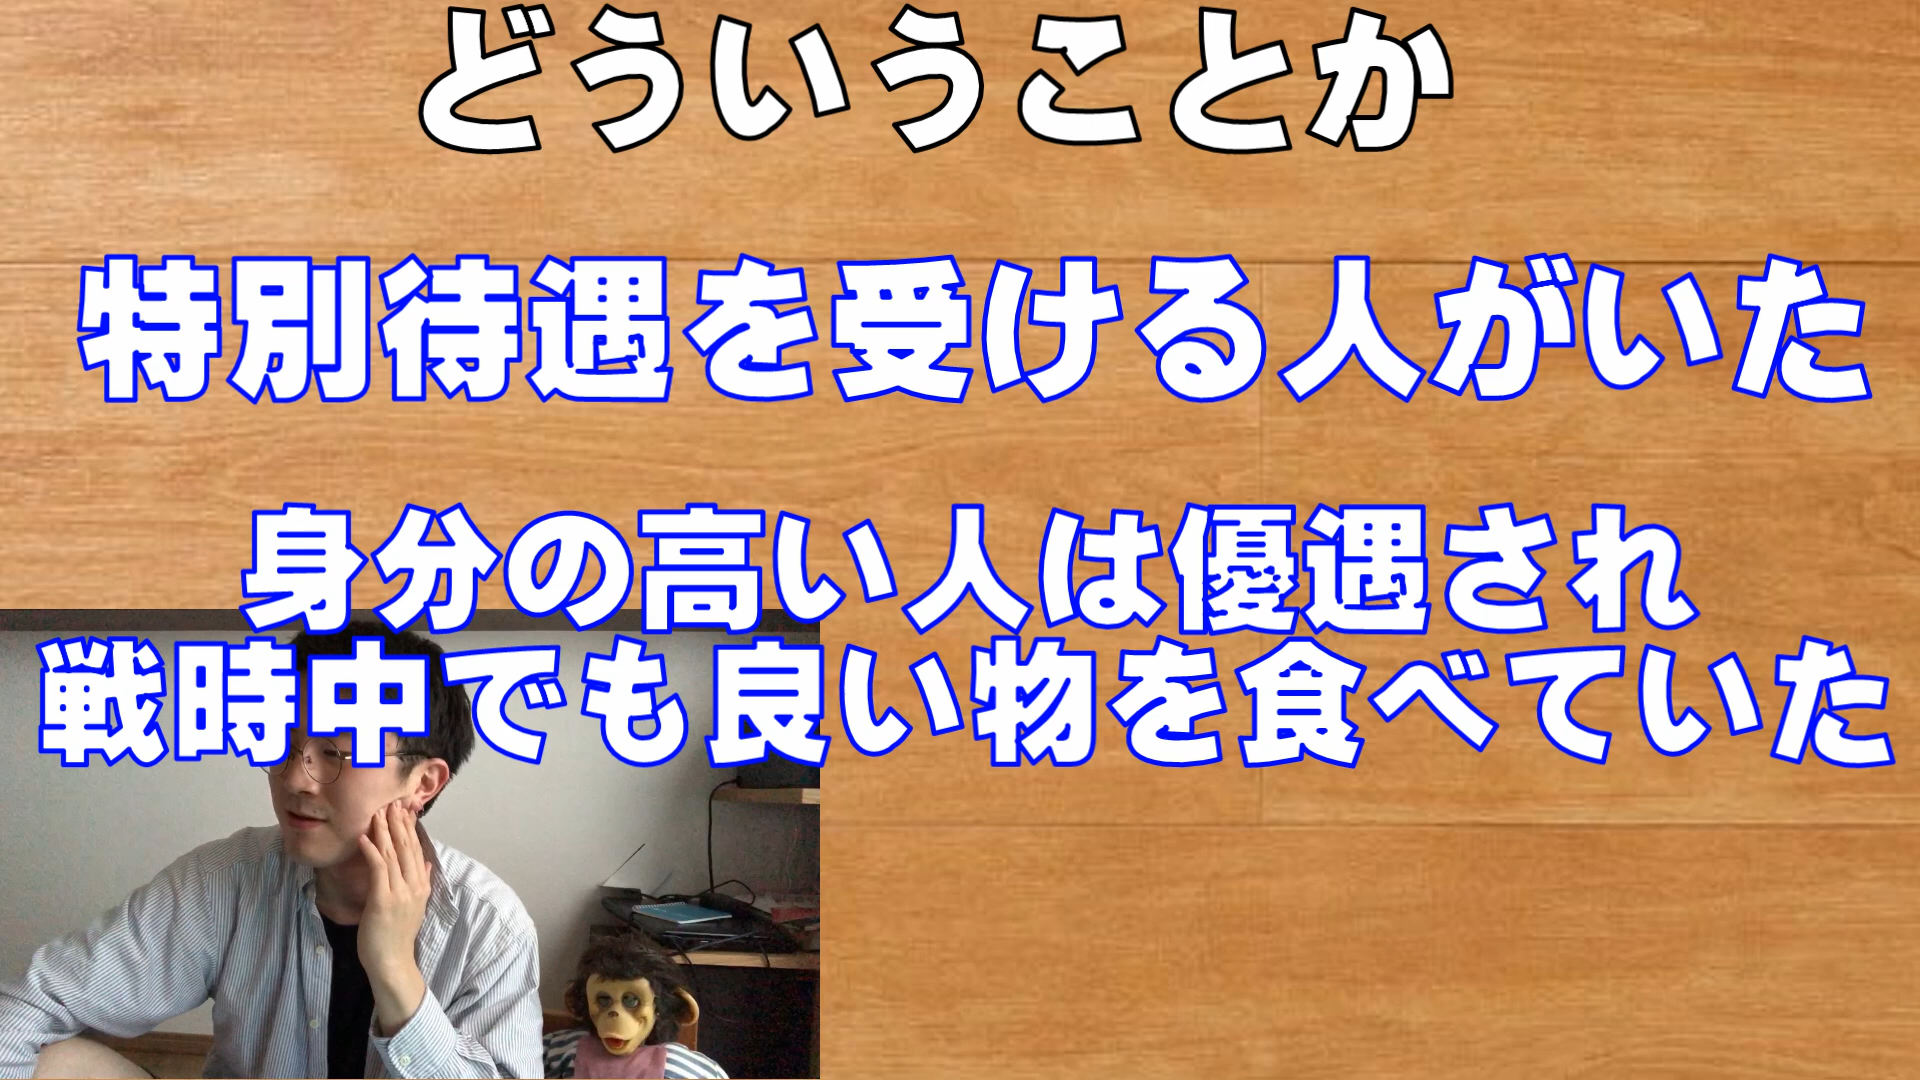 どういうことか
特別待遇を受ける人がいた
身分の高い人は優遇され
戦時中でも良い物を食べていた